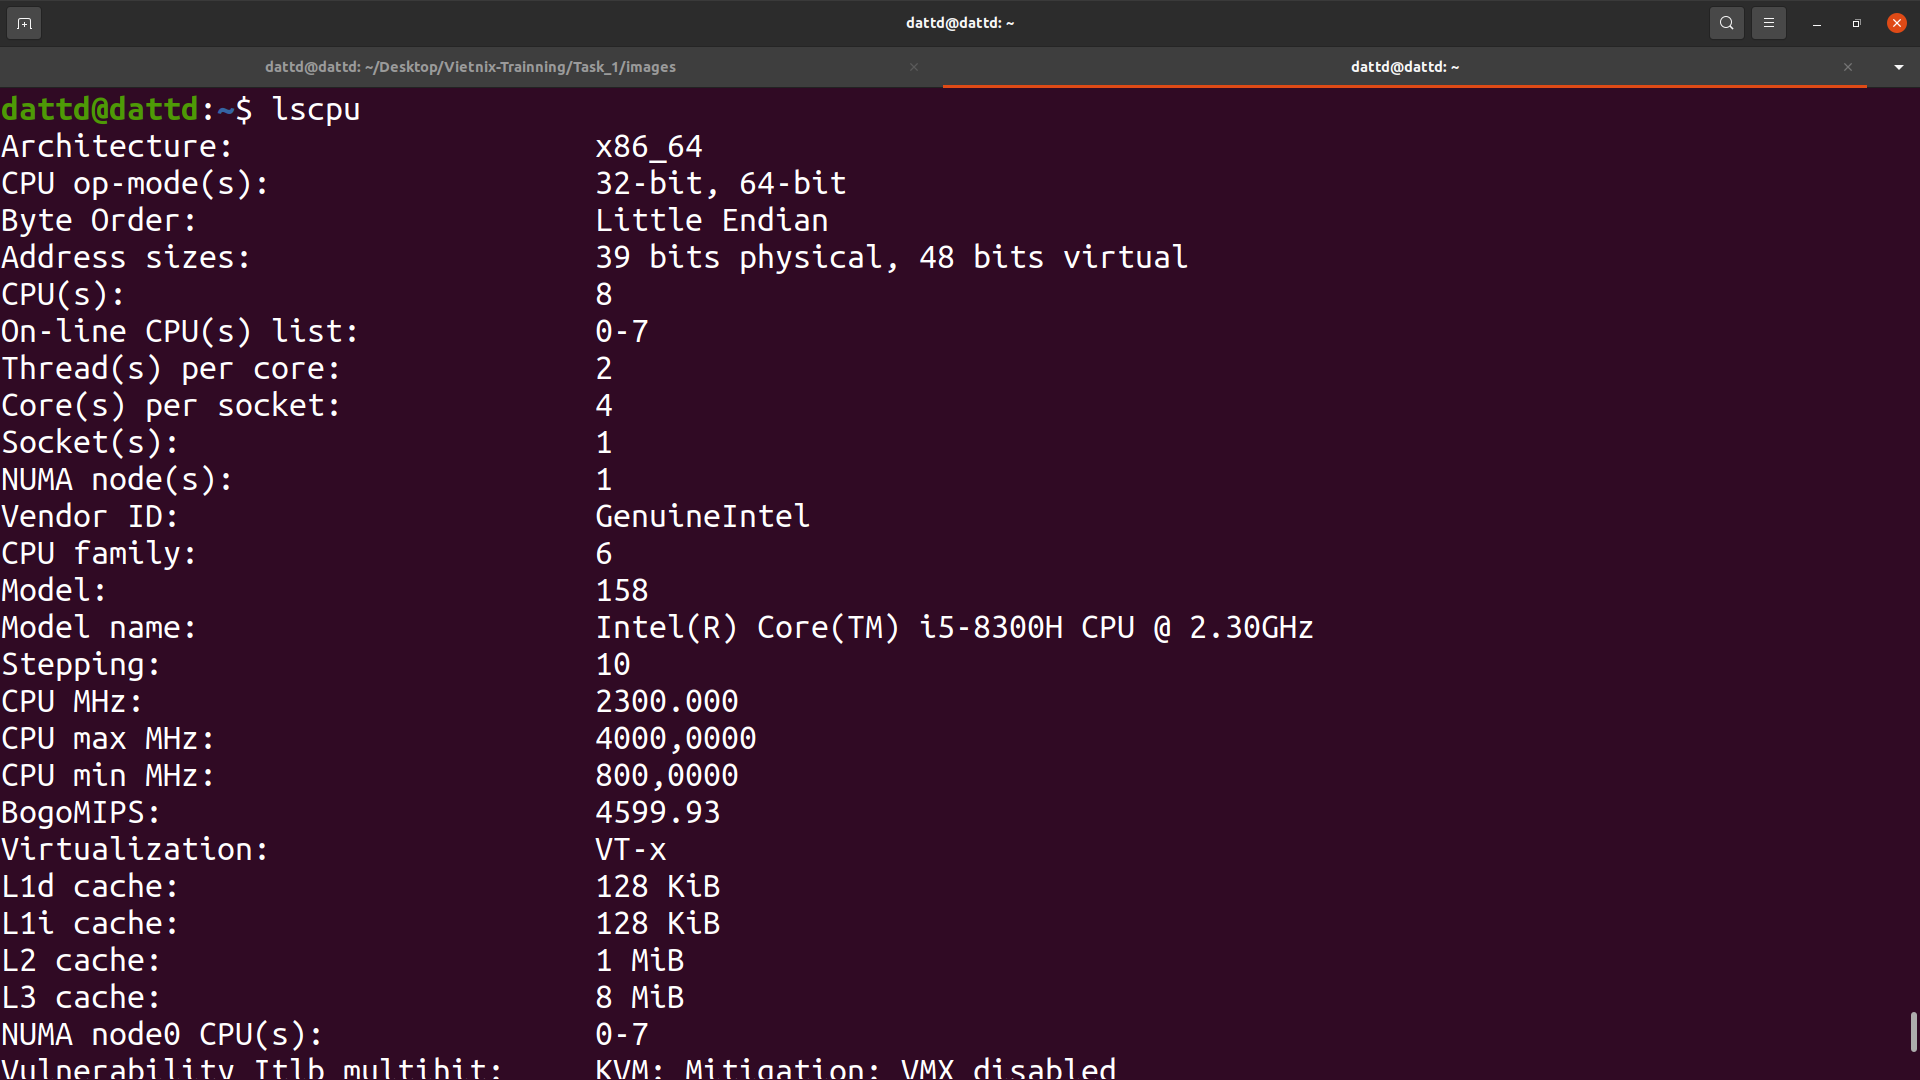 dattd@dattd: ~
dattd@dattd: ~/Desktop/Vietnix-Trainning/Task_1/images
dattd@dattd: ~
dattd@dattd:~$ lscpu
Architecture: x86_64
CPU op-mode(s): 32-bit, 64-bit
Byte Order: Little Endian
Address sizes: 39 bits physical, 48 bits virtual
CPU(s): 8
On-line CPU(s) list: 0-7
Thread(s) per core: 2
Core(s) per socket: 4
Socket(s): 1
NUMA node(s): 1
Vendor ID: GenuineIntel
CPU family: 6
Model: 158
Model name: Intel(R) Core(TM) i5-8300H CPU @ 2.30GHz
Stepping: 10
CPU MHz: 2300.000
CPU max MHz: 4000,0000
CPU min MHz: 800,0000
BogoMIPS: 4599.93
Virtualization: VT-x
L1d cache: 128 KiB
L1i cache: 128 KiB
L2 cache: 1 MiB
L3 cache: 8 MiB
NUMA node0 CPU(s): 0-7
Vulnerability Itlb multihit: KVM: Mitigation: VMX disabled